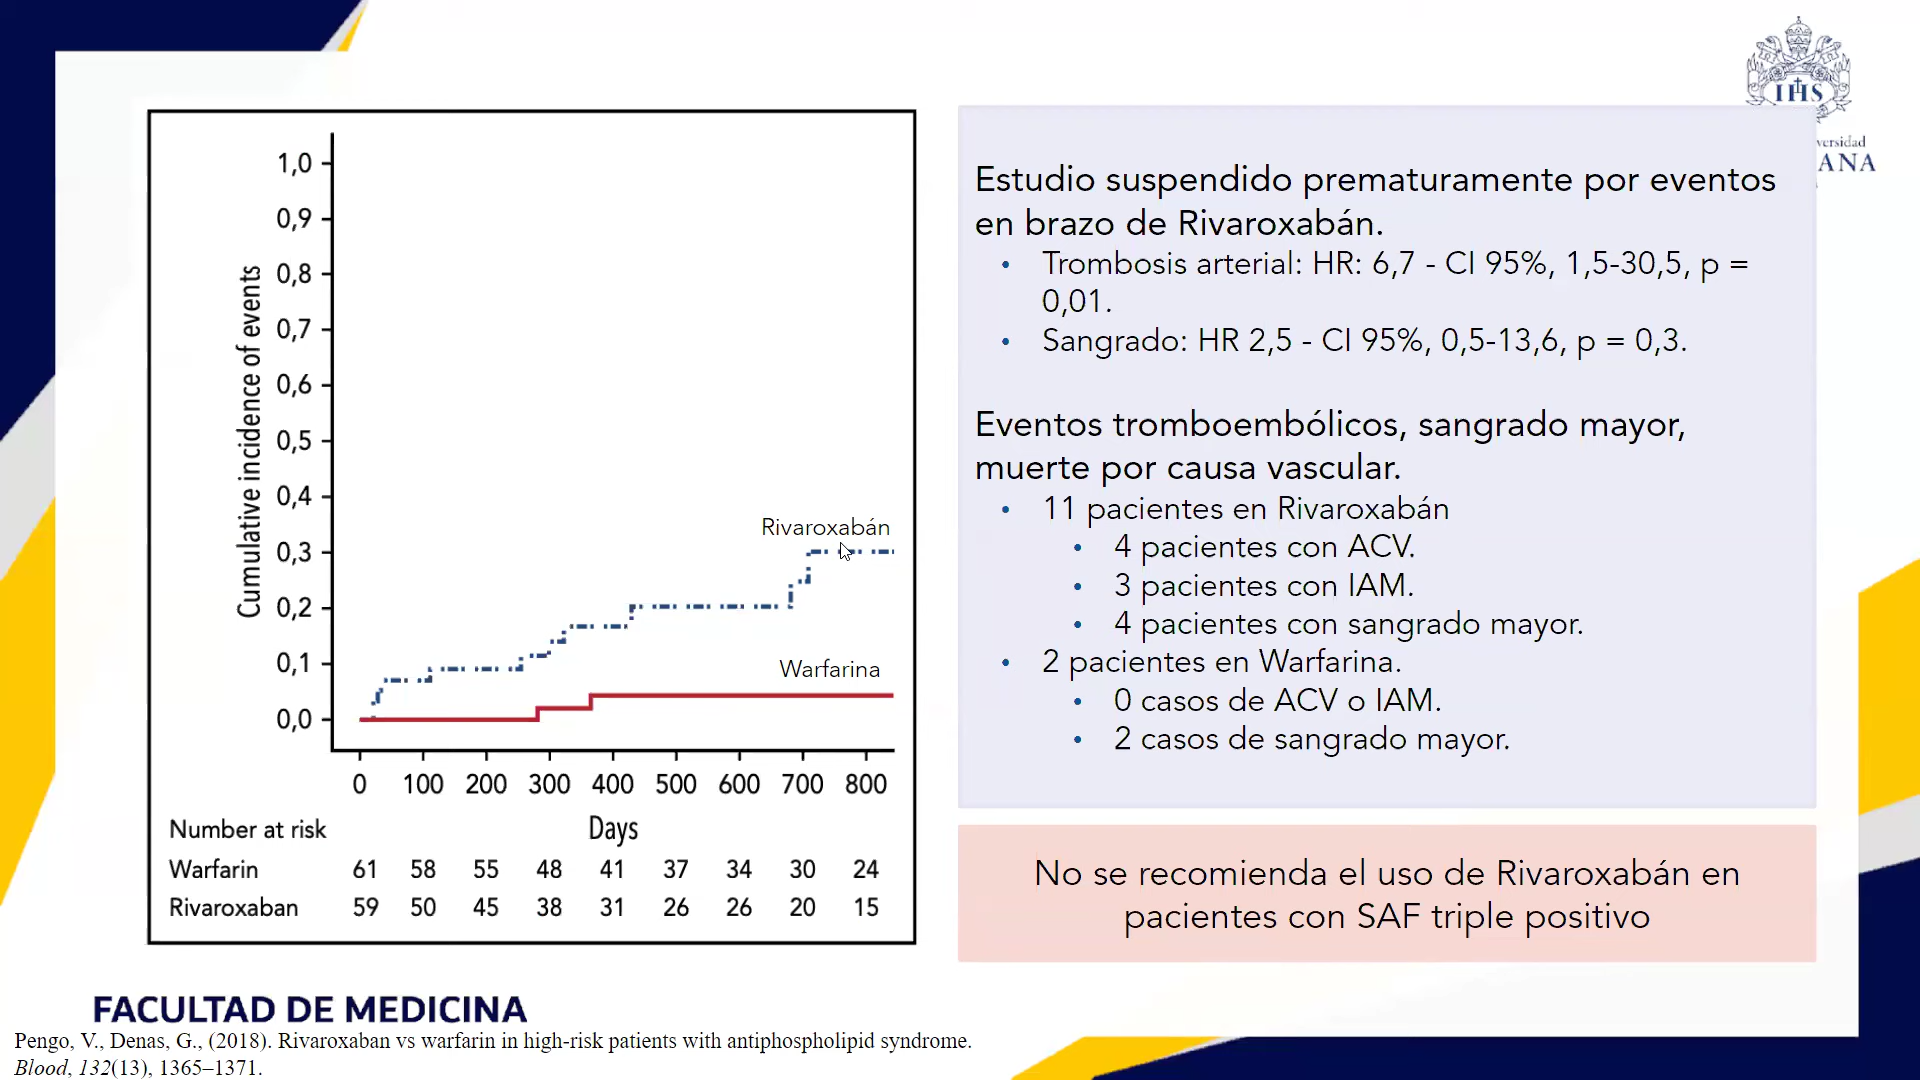 IHS
versidad
ANA
1,0
0,9
0,8
0,7
0,6
0,5
0,4
0,3
0,2
0,1
0,0
Cumulative incidence of events
Rivaroxabán
Warfarina
0 100 200 300 400 500 600 700 800
Days
Number at risk
Warfarin 61 58 55 48 41 37 34 30 24
Rivaroxaban 59 50 45 38 31 26 26 20 15
Estudio suspendido prematuramente por eventos
en brazo de Rivaroxabán.
• Trombosis arterial: HR: 6,7 - CI 95%, 1,5-30,5, p =
0,01.
• Sangrado: HR 2,5 - CI 95%, 0,5-13,6, p = 0,3.
Eventos tromboembólicos, sangrado mayor,
muerte por causa vascular.
• 11 pacientes en Rivaroxabán
• 4 pacientes con ACV.
• 3 pacientes con IAM.
• 4 pacientes con sangrado mayor.
• 2 pacientes en Warfarina.
• 0 casos de ACV o IAM.
• 2 casos de sangrado mayor.
No se recomienda el uso de Rivaroxabán en
pacientes con SAF triple positivo
FACULTAD DE MEDICINA
Pengo, V., Denas, G., (2018). Rivaroxaban vs warfarin in high-risk patients with antiphospholipid syndrome.
Blood, 132(13), 1365–1371.